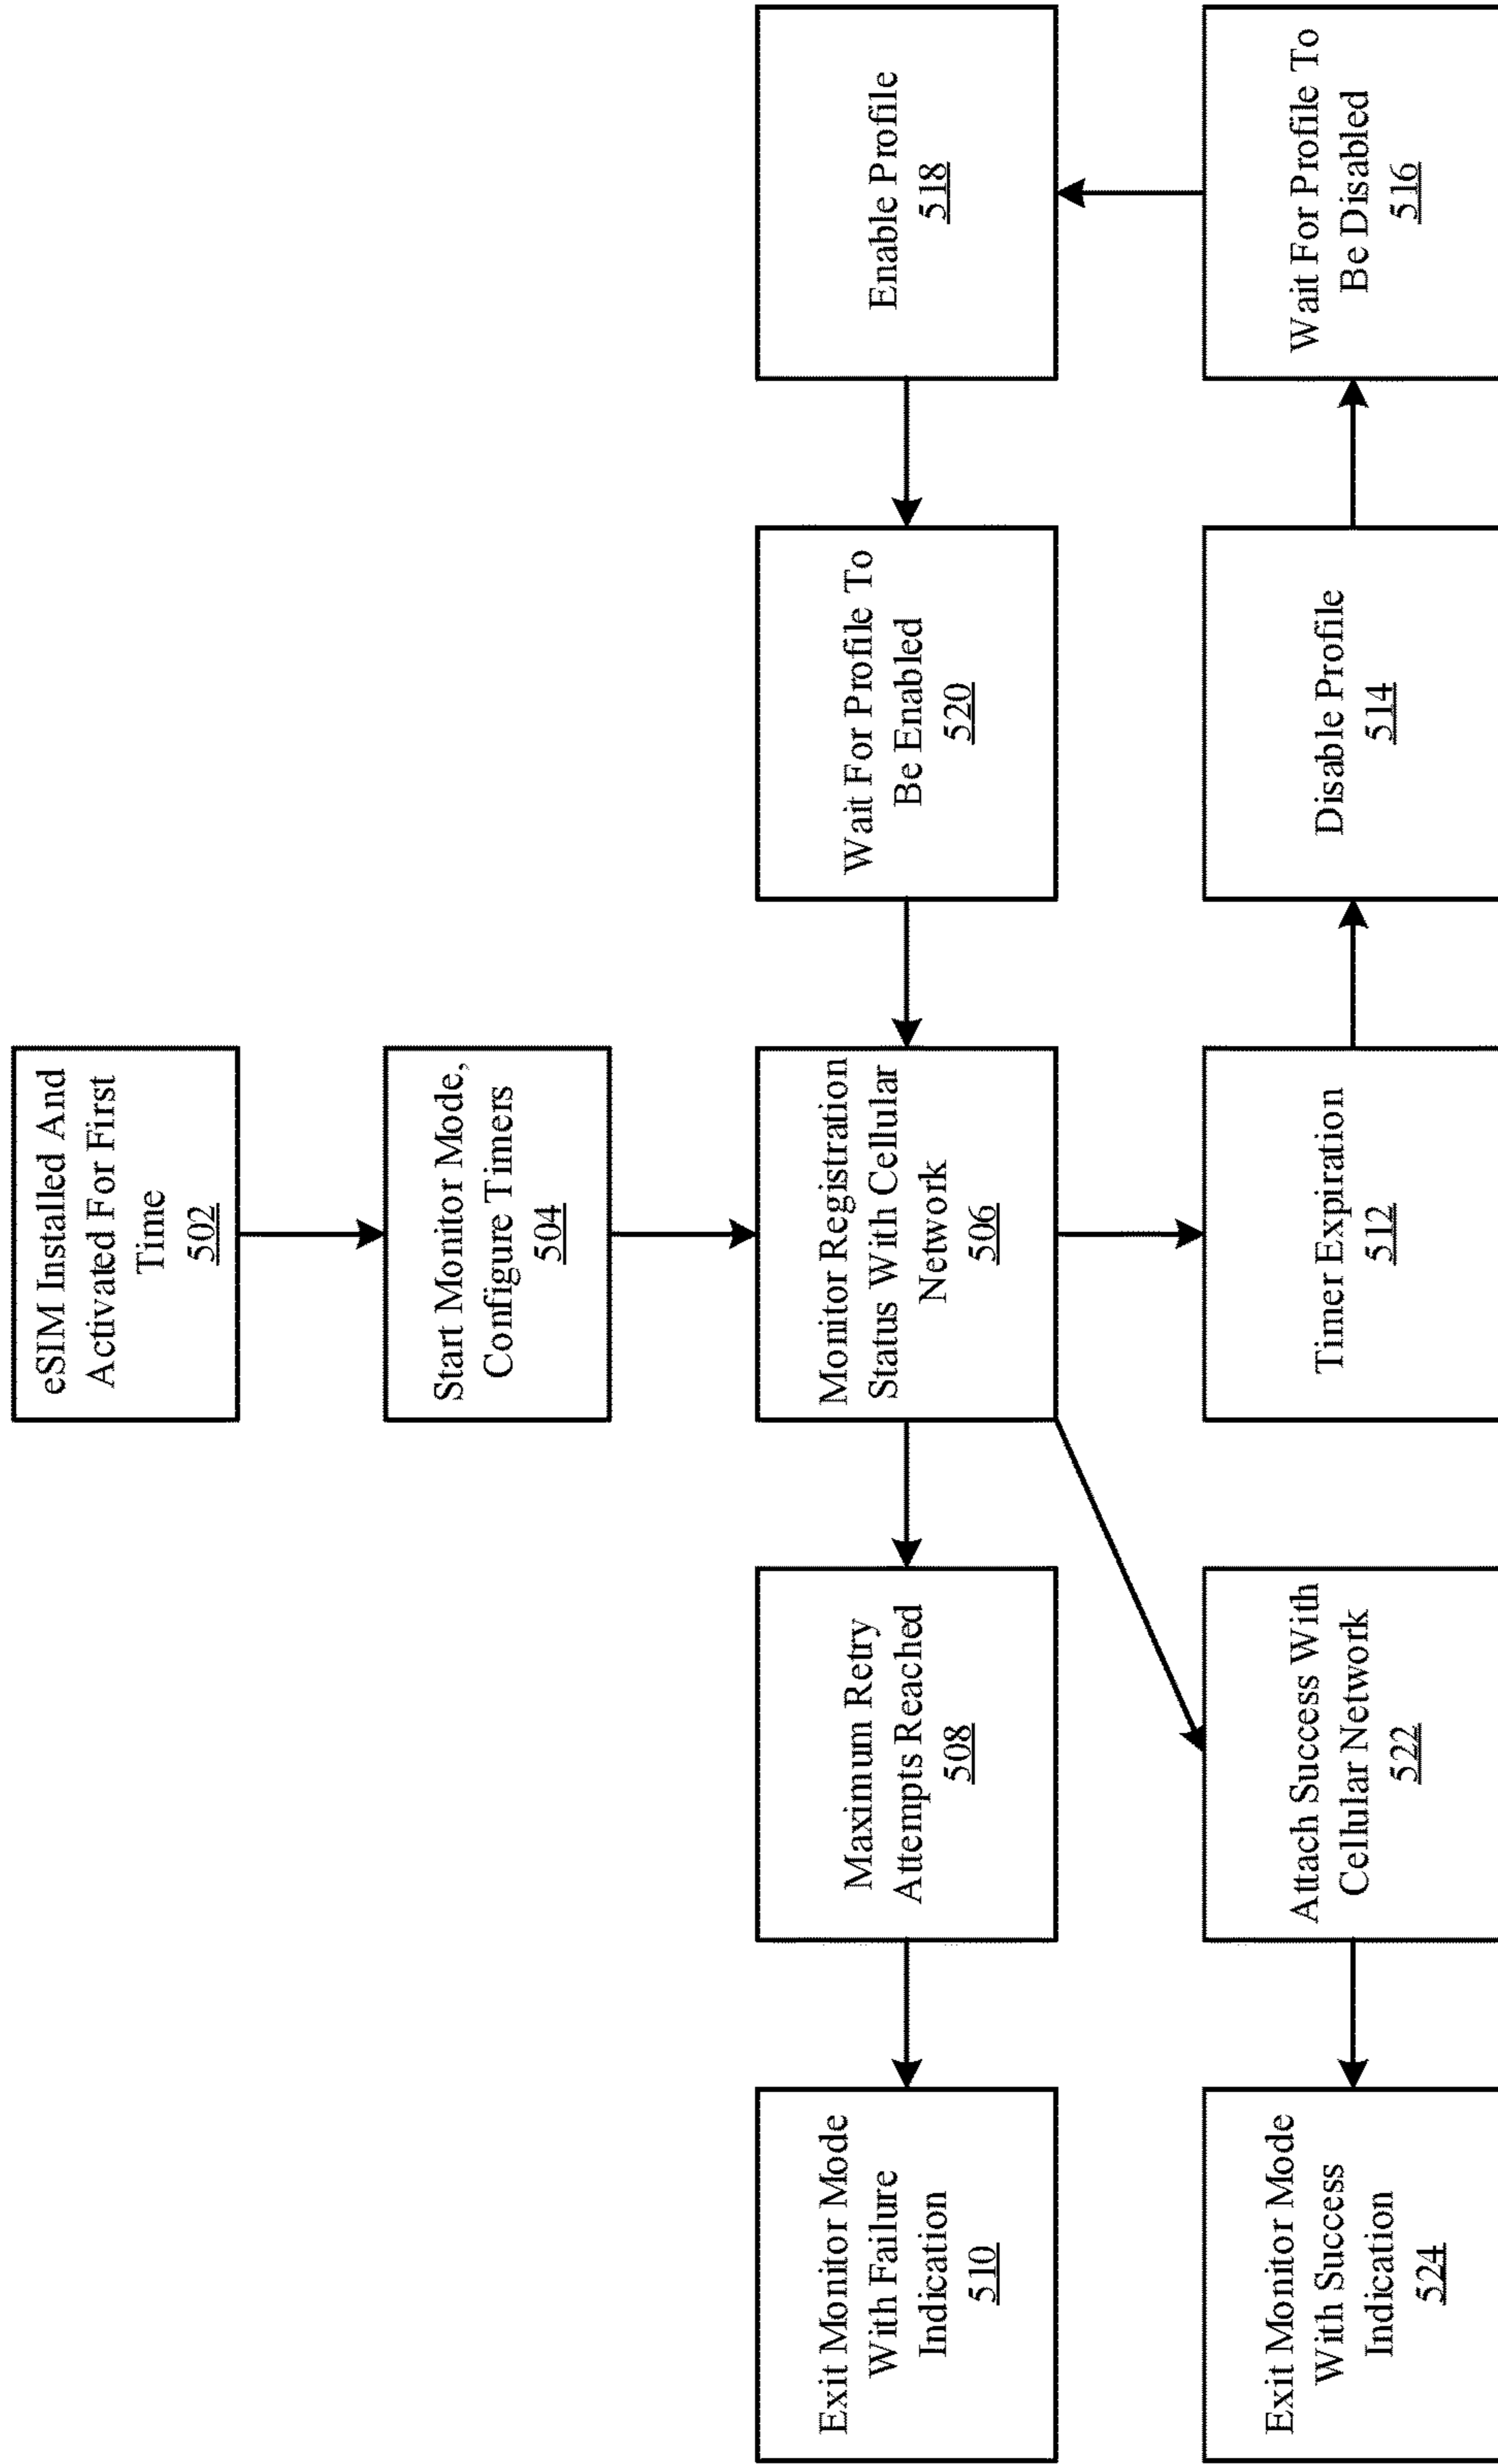 eSIM Installed And
Activated For First
Time
502
Start Monitor Mode,
Configure Timers
504
Exit Monitor Mode
With Failure
Indication
510
Maximum Retry
Attempts Reached
508
Monitor Registration
Status With Cellular
Network
506
Wait For Profile To
Be Enabled
520
Enable Profile
518
Exit Monitor Mode
With Success
Indication
524
Attach Success With
Cellular Network
522
Timer Expiration
512
Disable Profile
514
Wait For Profile To
Be Disabled
516